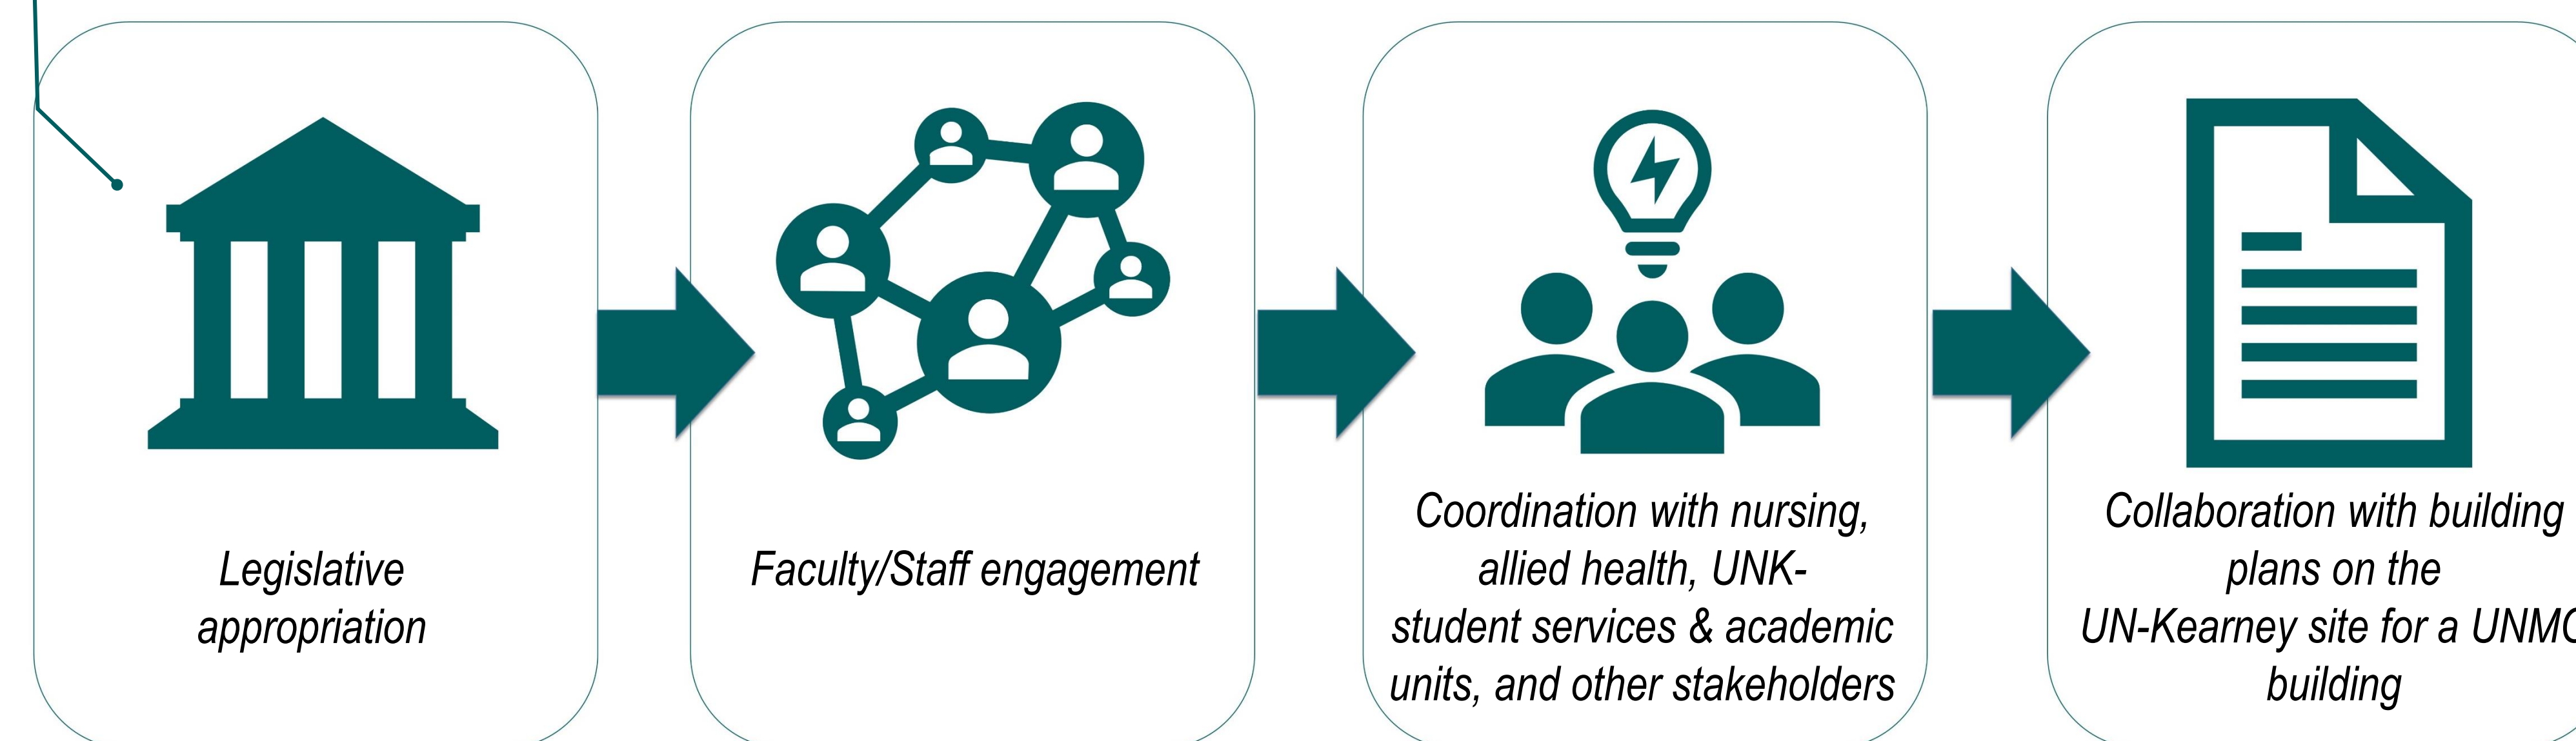 Legislative
appropriation
Faculty/Staff engagement
Coordination with nursing,
allied health, UNK-
student services & academic
units, and other stakeholders
Collaboration with building
plans on the
UN-Kearney site for a
building